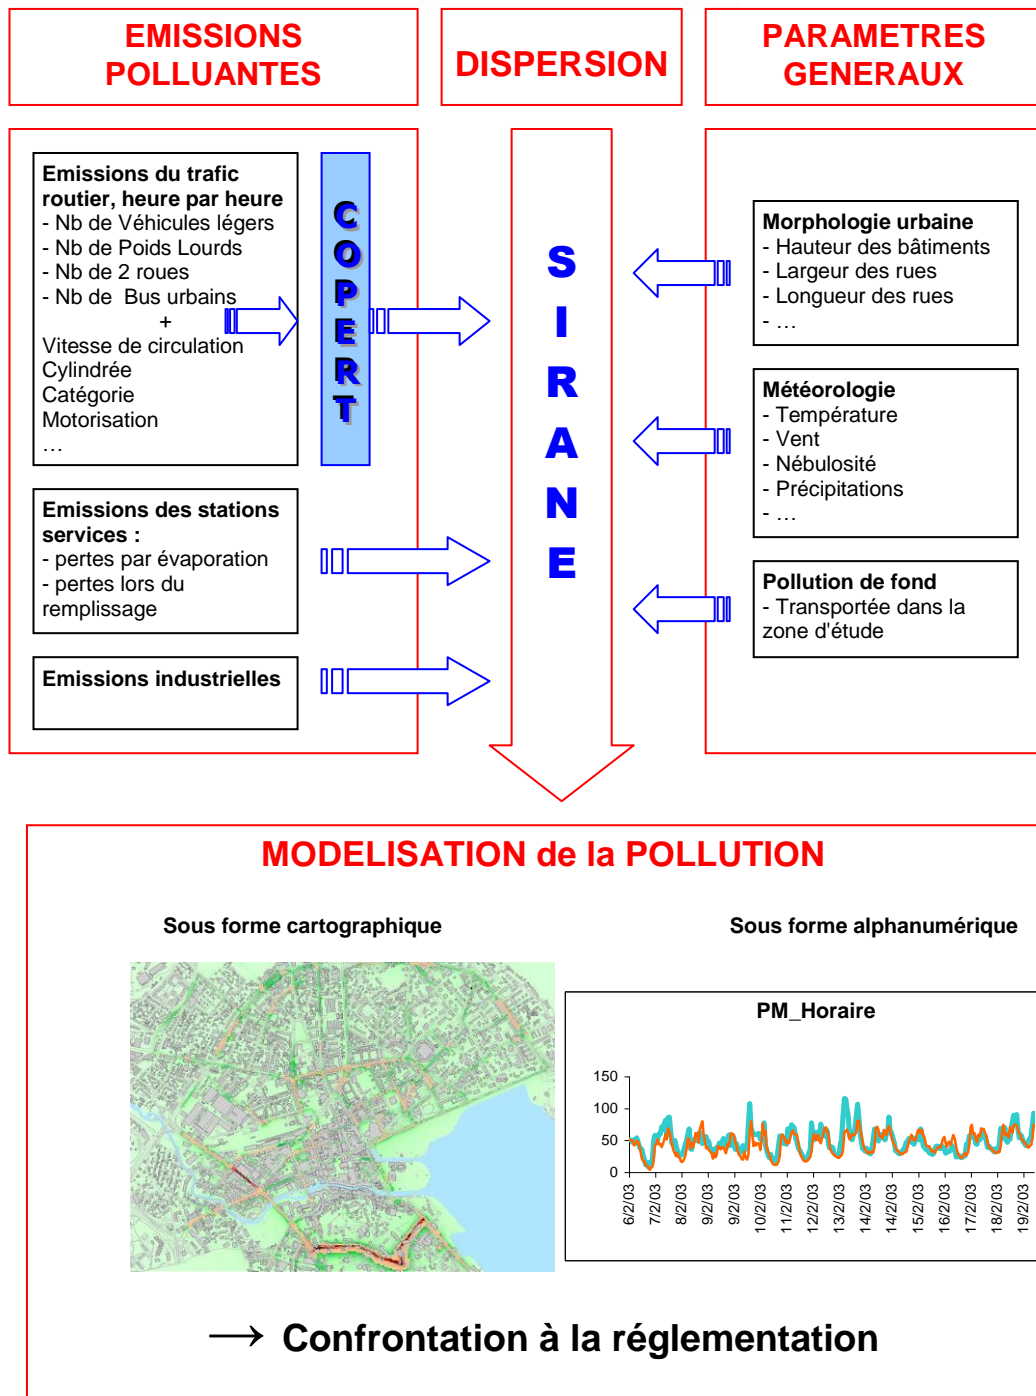 EMISSIONS
POLLUANTES
DISPERSION
PARAMETRES
GENERAUX
Emissions du trafic
routier, heure par heure
- Nb de Véhicules légers
- Nb de Poids Lourds
- Nb de 2 roues
- Nb de Bus urbains
+
Vitesse de circulation
Cylindrée
Catégorie
Motorisation
…
COPERT
Emissions des stations
services :
- pertes par évaporation
- pertes lors du
remplissage
Emissions industrielles
SIRANE
Morphologie urbaine
- Hauteur des bâtiments
- Largeur des rues
- Longueur des rues
- …
Météorologie
- Température
- Vent
- Nébulosité
- Précipitations
- …
Pollution de fond
- Transportée dans la
zone d'étude
MODELISATION de la POLLUTION
Sous forme cartographique
Sous forme alphanumérique
PM_Horaire
150
100
50
0
6/2/03
7/2/03
8/2/03
9/2/03
9/2/03
10/2/03
11/2/03
12/2/03
13/2/03
14/2/03
14/2/03
15/2/03
16/2/03
17/2/03
18/2/03
19/2/03
→ Confrontation à la réglementation